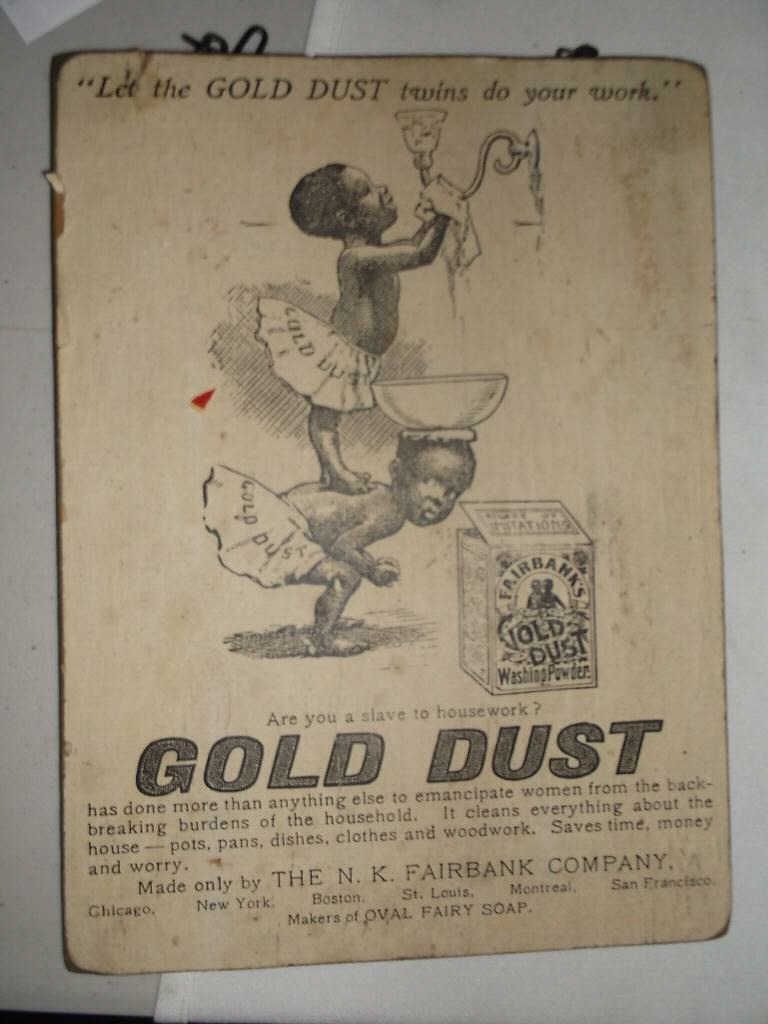 "Let the GOLD DUST twins do your work."
GOLD DUST
GOLD DUST
IMITATIONS
FAIRBANK'S
GOLD
DUST
Washing Powder
Are you a slave to housework?
GOLD DUST
has done more than anything else to emancipate women from the back-
breaking burdens of the household. It cleans everything about the
house — pots, pans, dishes, clothes and woodwork. Saves time, money
and worry.
Made only by THE N. K. FAIRBANK COMPANY,
Chicago, New York, Boston, St. Louis, Montreal, San Francisco.
Makers of OVAL FAIRY SOAP.